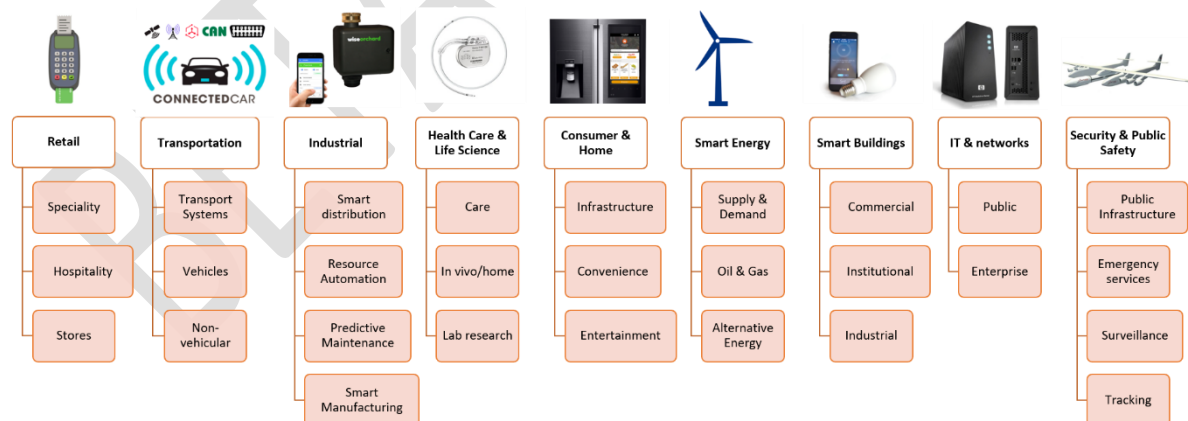 CAN
CONNECTEDCAR
wiseorchard
Retail
Speciality
Hospitality
Stores
Transportation
Transport
Systems
Vehicles
Non-
vehicular
Industrial
Smart
distribution
Resource
Automation
Predictive
Maintenance
Smart
Manufacturing
Health Care &
Life Science
Care
In vivo/home
Lab research
Consumer &
Home
Infrastructure
Convenience
Entertainment
Smart Energy
Supply &
Demand
Oil & Gas
Alternative
Energy
Smart Buildings
Commercial
Institutional
Industrial
IT & networks
Public
Enterprise
Security & Public
Safety
Public
Infrastructure
Emergency
services
Surveillance
Tracking